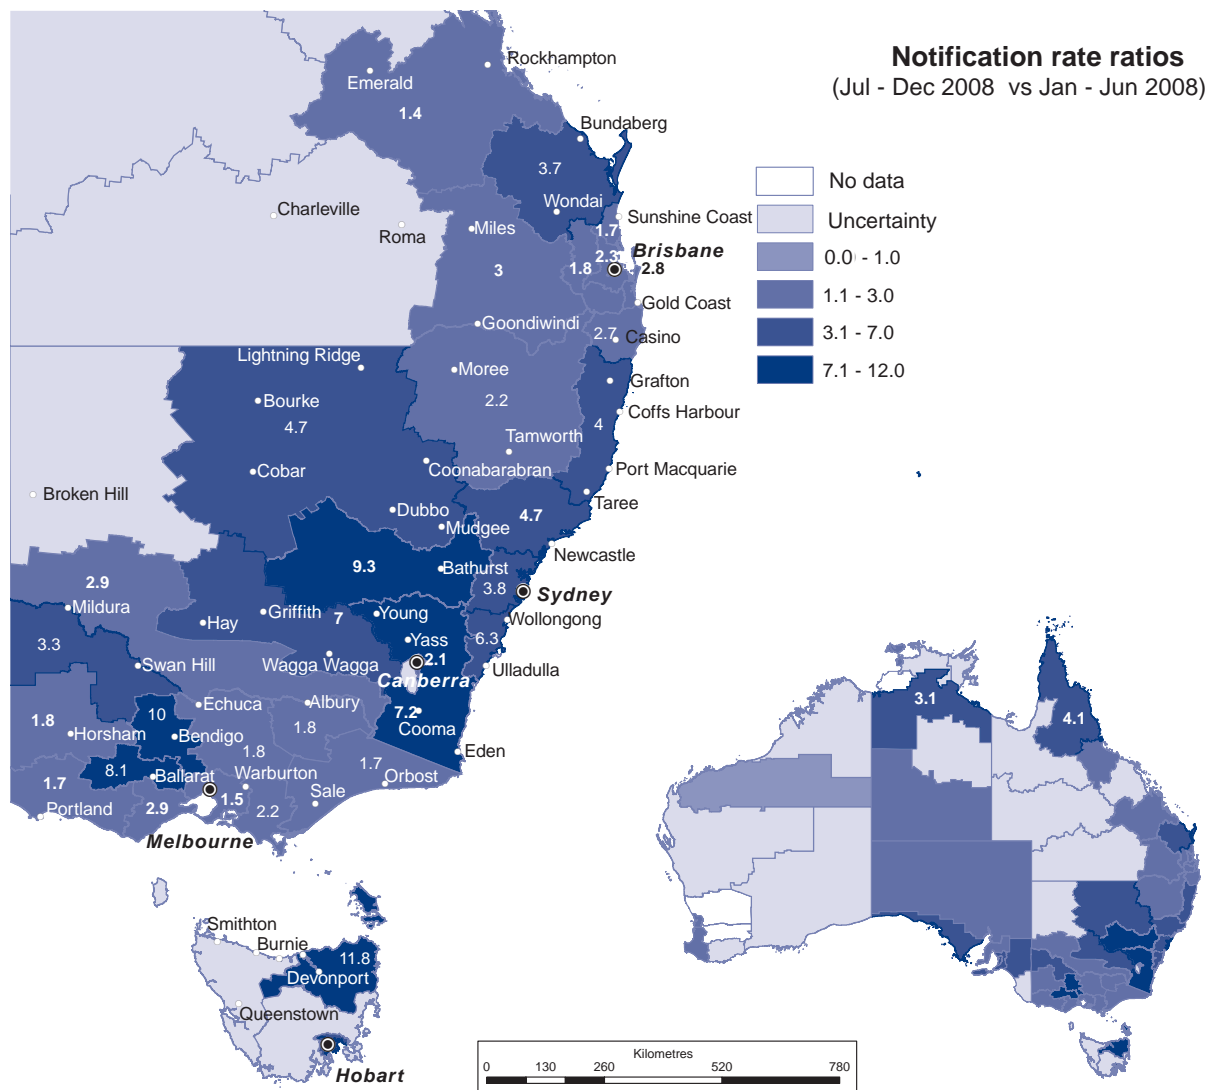 Notification rate ratios
(Jul - Dec 2008 vs Jan - Jun 2008)
No data
Uncertainty
0.0 - 1.0
1.1 - 3.0
3.1 - 7.0
7.1 - 12.0
Rockhampton
Emerald
1.4
Bundaberg
3.7
Wondai
Charleville
Roma
Miles
Sunshine Coast
1.7
Brisbane
2.3
1.8
2.8
3
Gold Coast
Goondiwindi
2.7
Casino
Lightning Ridge
Moree
Grafton
Bourke
2.2
Coffs Harbour
4.7
4
Tamworth
Cobar
Coonabarabran
Port Macquarie
Broken Hill
Taree
Dubbo
4.7
Mudgee
Newcastle
9.3
Bathurst
2.9
3.8
Sydney
Mildura
Griffith
Young
Wollongong
Hay
7
3.3
Yass
6.3
Swan Hill
Wagga Wagga
2.1
Ulladulla
Canberra
Echuca
Albury
10
7.2
1.8
Cooma
1.8
Horsham
Bendigo
1.8
Eden
8.1
Ballarat
Warburton
1.7
Orbost
1.7
Sale
2.9
1.5
2.2
Portland
Melbourne
Smithton
Burnie
11.8
Devonport
Queenstown
Hobart
3.1
4.1
Kilometres
0 130 260 520 780